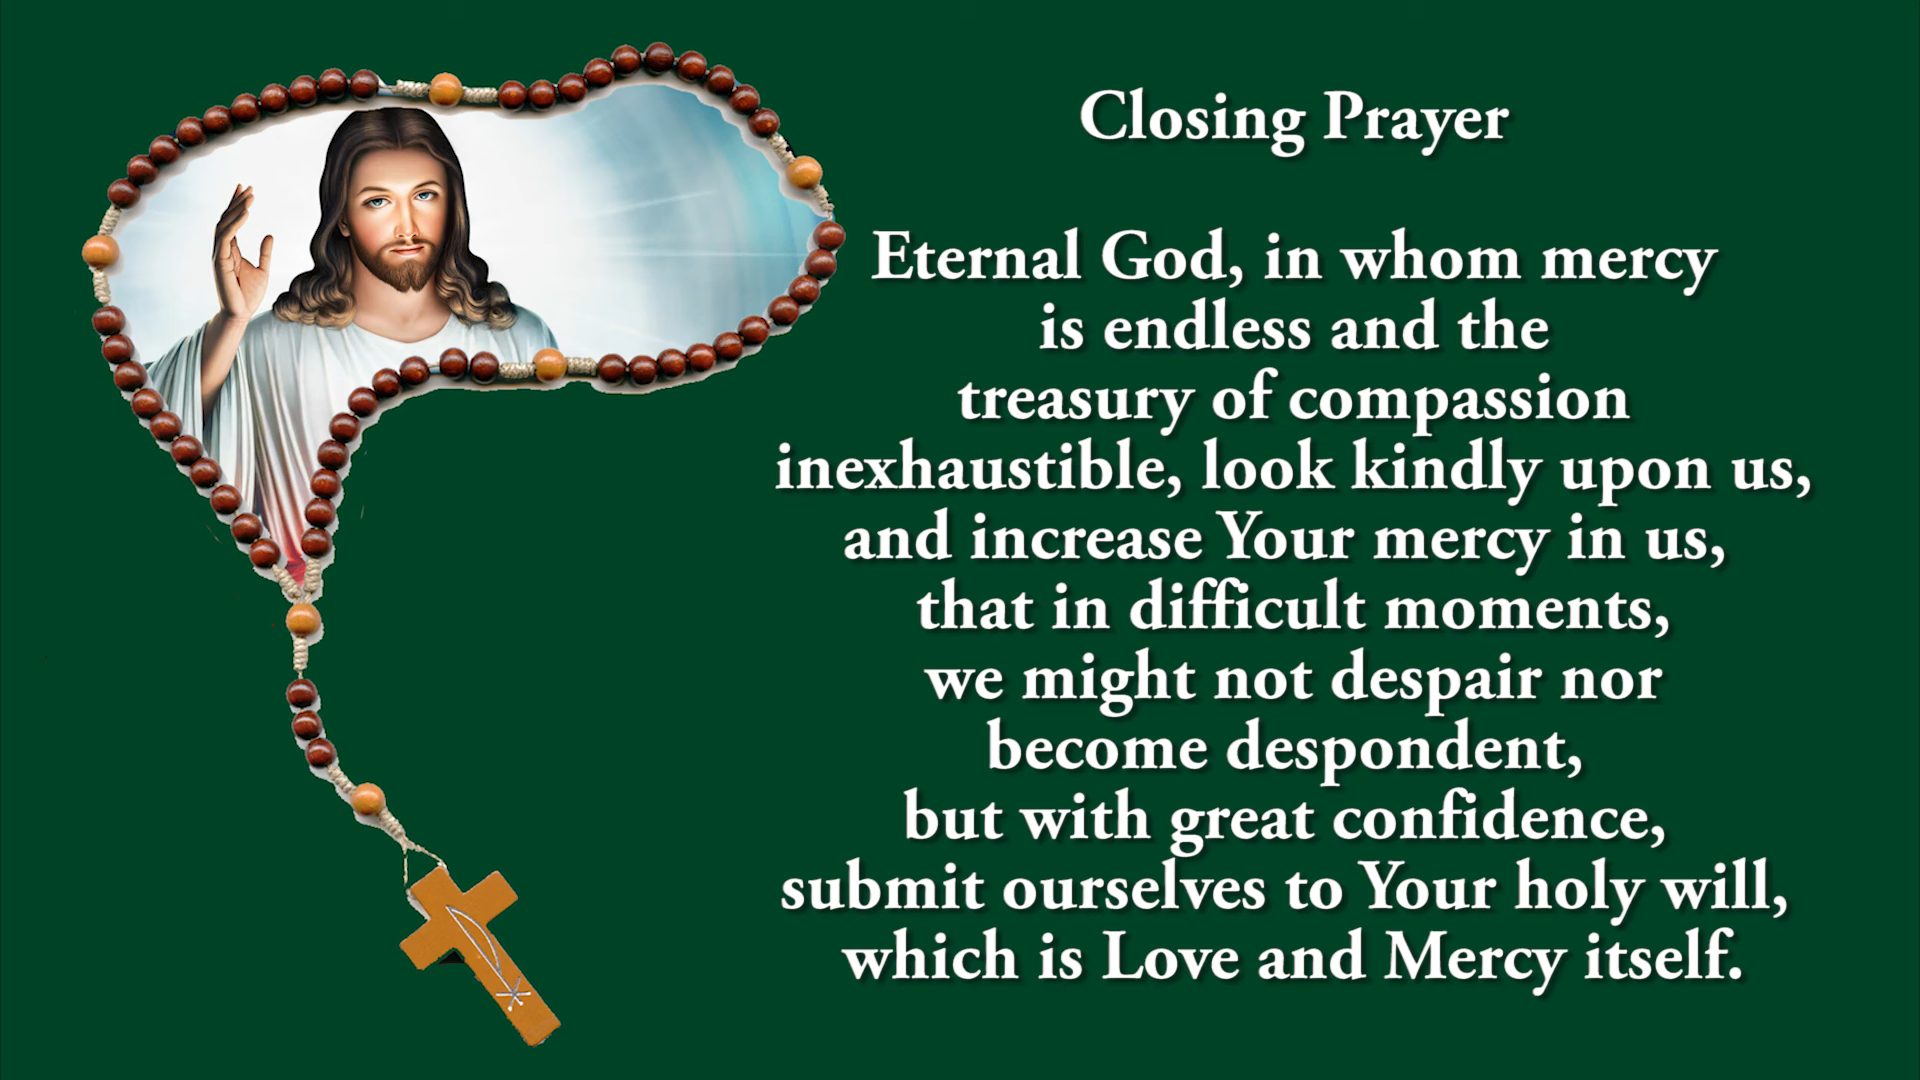 Closing Prayer
Eternal God, in whom mercy
is endless and the
treasury of compassion
inexhaustible, look kindly upon us,
and increase Your mercy in us,
that in difficult moments,
we might not despair nor
become despondent,
but with great confidence,
submit ourselves to Your holy will,
which is Love and Mercy itself.